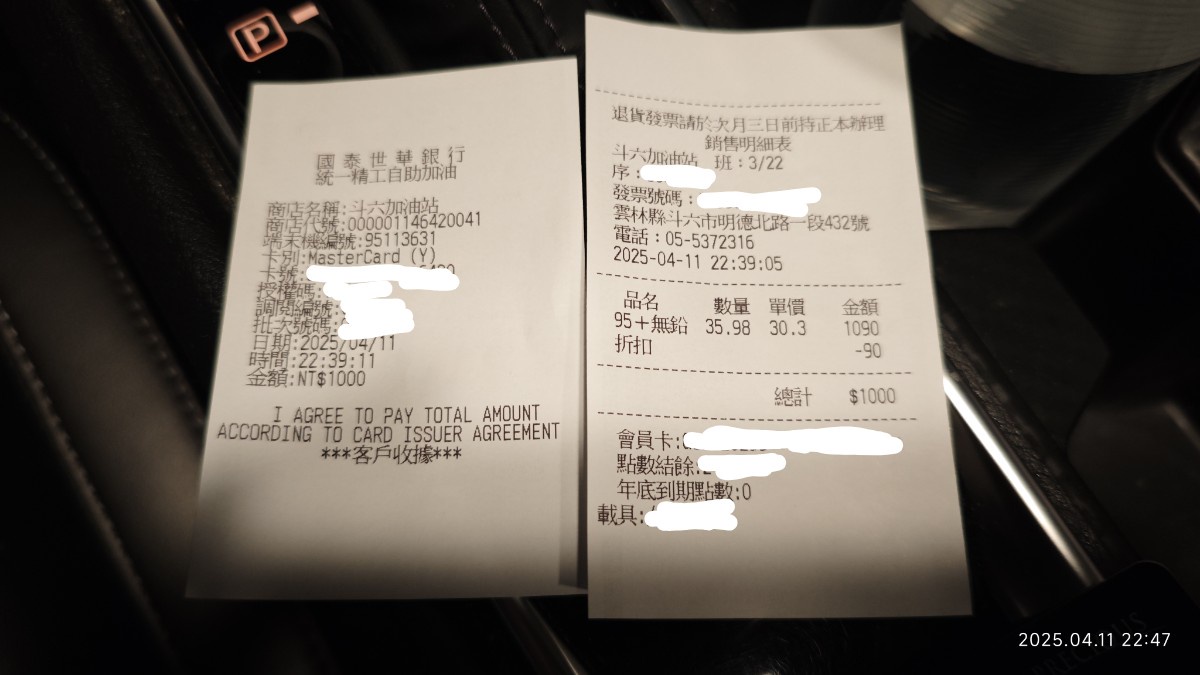 P
國泰世華銀行
統一精工自助加油
商店名稱:斗六加油站
商店代號:000001146420041
端末機編號:95113631
卡別:MasterCard (Y)
卡號:
授權碼:
調閱編號:
批次號碼:
日期:2025/04/11
時間:22:39:11
金額:NT$1000
I AGREE TO PAY TOTAL AMOUNT
ACCORDING TO CARD ISSUER AGREEMENT
***客戶收據***
退貨發票請於次月三日前持正本辦理
銷售明細表
斗六加油站 班:3/22
序:
發票號碼:
雲林縣斗六市明德北路一段432號
電話:05-5372316
2025-04-11 22:39:05
品名 數量 單價 金額
95+無鉛 35.98 30.3 1090
折扣 -90
總計 $1000
會員卡:
點數結餘:
年底到期點數:0
載具:
2025.04.11 22:47